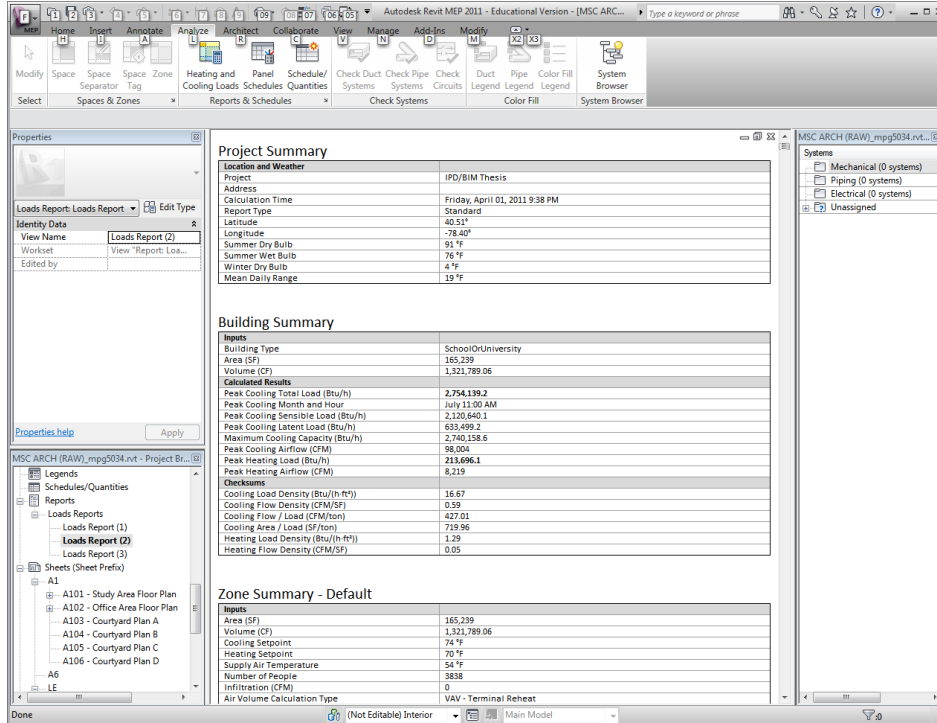 Autodesk Revit MEP 2011 - Educational Version - [MSC ARC... Type a keyword or phrase
F 1 2 3 4 5 6 7 8 9 09 08 07 06 05
MEP Home Insert Annotate Analyze Architect Collaborate View Manage Add-Ins Modify
H I A L R C V N D M X2 X3
Modify Space Space Separator Space Tag Zone Heating and Cooling Loads Panel Schedules Schedule/ Quantities Check Duct Systems Check Pipe Systems Check Circuits Duct Legend Pipe Legend Color Fill Legend System Browser
Select Spaces & Zones Reports & Schedules Check Systems Color Fill System Browser
Properties
Loads Report: Loads Report Edit Type
Identity Data
View Name Loads Report (2)
Workset View "Report: Loa...
Edited by
Properties help Apply
MSC ARCH (RAW)_mpg5034.rvt - Project Br...
Legends
Schedules/Quantities
Reports
Loads Reports
Loads Report (1)
Loads Report (2)
Loads Report (3)
Sheets (Sheet Prefix)
A1
A101 - Study Area Floor Plan
A102 - Office Area Floor Plan
A103 - Courtyard Plan A
A104 - Courtyard Plan B
A105 - Courtyard Plan C
A106 - Courtyard Plan D
A6
LE
Project Summary
Location and Weather
Project IPD/BIM Thesis
Address
Calculation Time Friday, April 01, 2011 9:38 PM
Report Type Standard
Latitude 40.51°
Longitude -78.40°
Summer Dry Bulb 91 °F
Summer Wet Bulb 76 °F
Winter Dry Bulb 4 °F
Mean Daily Range 19 °F
Building Summary
Inputs
Building Type SchoolOrUniversity
Area (SF) 165,239
Volume (CF) 1,321,789.06
Calculated Results
Peak Cooling Total Load (Btu/h) 2,754,139.2
Peak Cooling Month and Hour July 11:00 AM
Peak Cooling Sensible Load (Btu/h) 2,120,640.1
Peak Cooling Latent Load (Btu/h) 633,499.2
Maximum Cooling Capacity (Btu/h) 2,740,158.6
Peak Cooling Airflow (CFM) 98,004
Peak Heating Load (Btu/h) 213,696.1
Peak Heating Airflow (CFM) 8,219
Checksums
Cooling Load Density (Btu/(h·ft²)) 16.67
Cooling Flow Density (CFM/SF) 0.59
Cooling Flow / Load (CFM/ton) 427.01
Cooling Area / Load (SF/ton) 719.96
Heating Load Density (Btu/(h·ft²)) 1.29
Heating Flow Density (CFM/SF) 0.05
Zone Summary - Default
Inputs
Area (SF) 165,239
Volume (CF) 1,321,789.06
Cooling Setpoint 74 °F
Heating Setpoint 70 °F
Supply Air Temperature 54 °F
Number of People 3838
Infiltration (CFM) 0
Air Volume Calculation Type VAV - Terminal Reheat
MSC ARCH (RAW)_mpg5034.rvt...
Systems
Mechanical (0 systems)
Piping (0 systems)
Electrical (0 systems)
Unassigned
Done (Not Editable) Interior Main Model :0